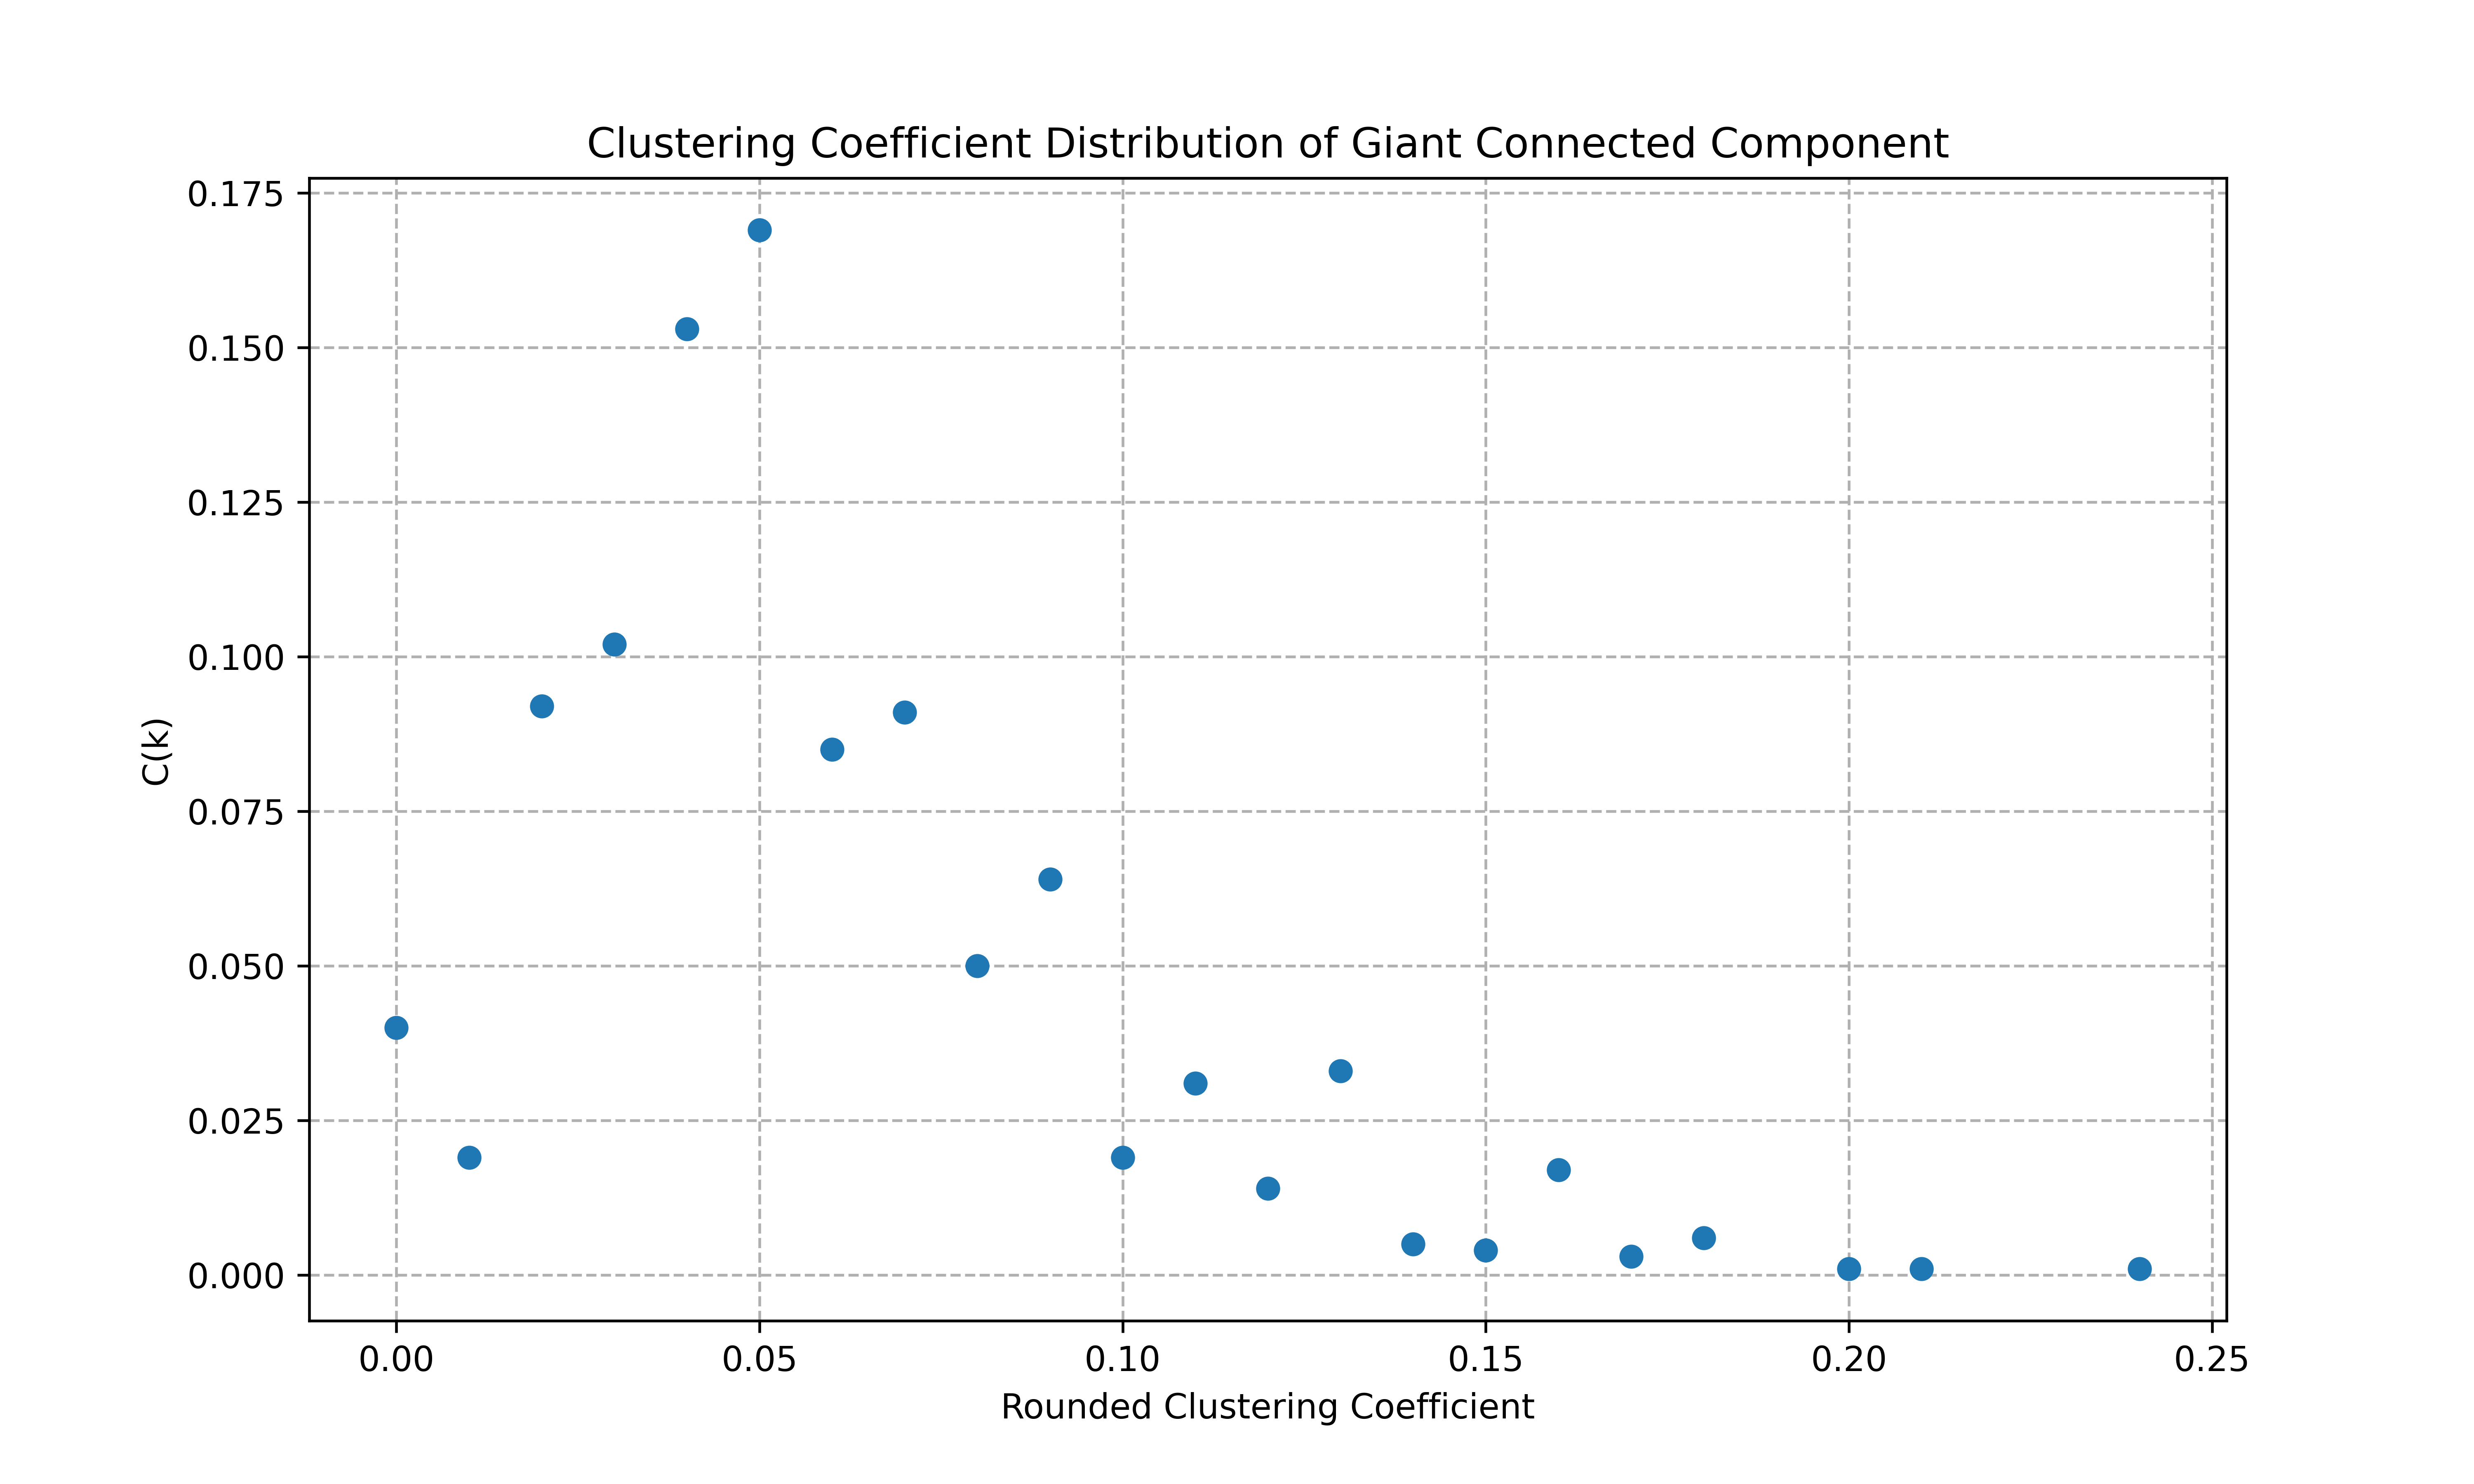 Clustering Coefficient Distribution of Giant Connected Component
0.175
0.150
0.125
0.100
0.075
0.050
0.025
0.000
C(k)
0.00 0.05 0.10 0.15 0.20 0.25
Rounded Clustering Coefficient